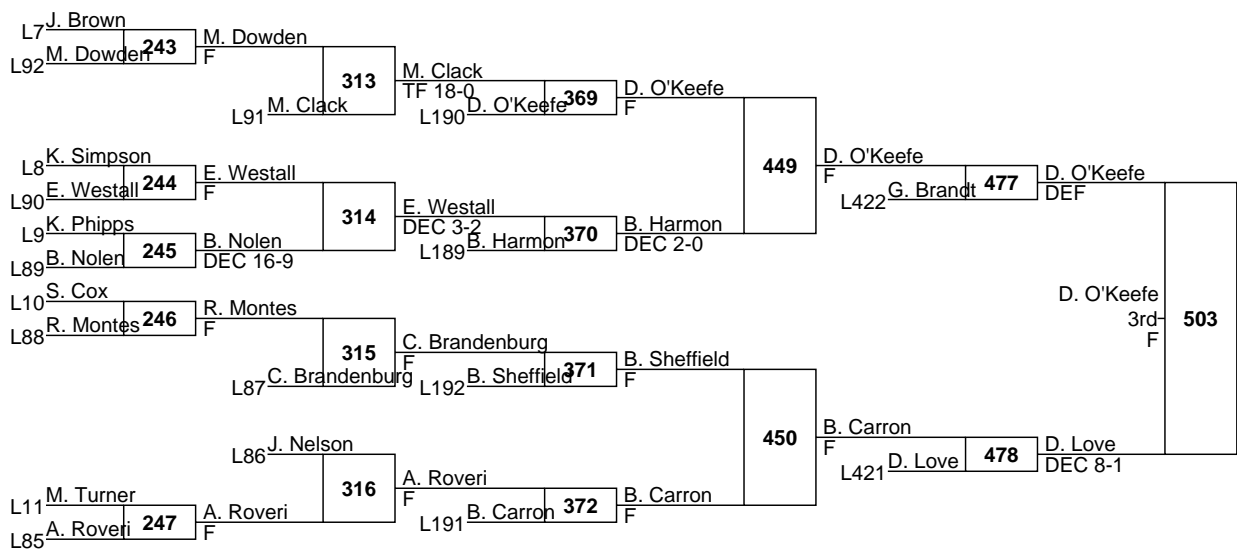 J. Brown
L7
243
M. Dowden
L92
M. Dowden
F
313
M. Clack
L91
M. Clack
TF 18-0
369
D. O'Keefe
L190
D. O'Keefe
F
K. Simpson
L8
244
E. Westall
L90
E. Westall
F
314
K. Phipps
L9
245
B. Nolen
L89
B. Nolen
DEC 16-9
E. Westall
DEC 3-2
370
B. Harmon
L189
B. Harmon
DEC 2-0
449
D. O'Keefe
F
477
G. Brandt
L422
D. O'Keefe
DEF
S. Cox
L10
246
R. Montes
L88
R. Montes
F
315
C. Brandenburg
L87
C. Brandenburg
F
371
B. Sheffield
L192
B. Sheffield
F
D. O'Keefe
3rd
F
503
J. Nelson
L86
316
M. Turner
L11
247
A. Roveri
L85
A. Roveri
F
A. Roveri
F
372
B. Carron
L191
B. Carron
F
450
B. Carron
F
478
D. Love
L421
D. Love
DEC 8-1